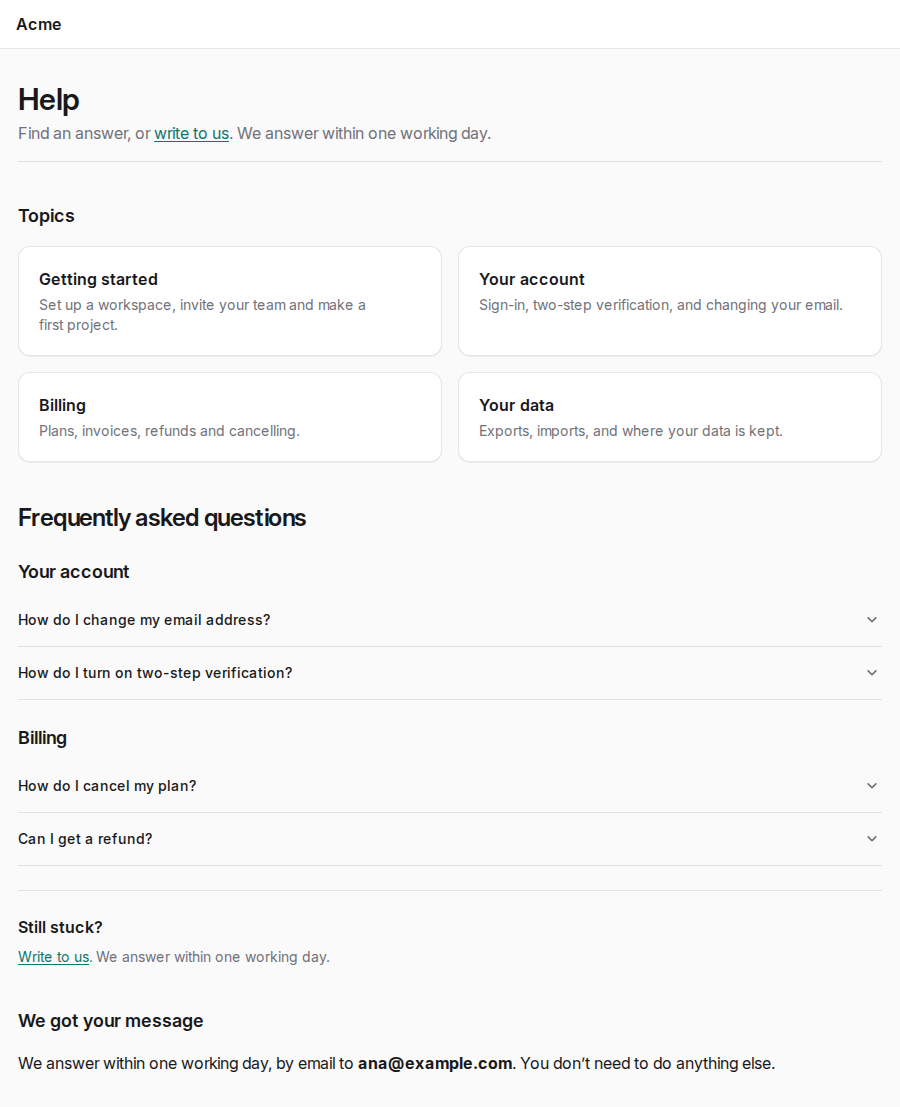 Acme
Help
Find an answer, or write to us. We answer within one working day.
Topics
Getting started
Set up a workspace, invite your team and make a
first project.
Your account
Sign-in, two-step verification, and changing your email.
Billing
Plans, invoices, refunds and cancelling.
Your data
Exports, imports, and where your data is kept.
Frequently asked questions
Your account
How do I change my email address?
How do I turn on two-step verification?
Billing
How do I cancel my plan?
Can I get a refund?
Still stuck?
Write to us. We answer within one working day.
We got your message
We answer within one working day, by email to ana@example.com. You don’t need to do anything else.